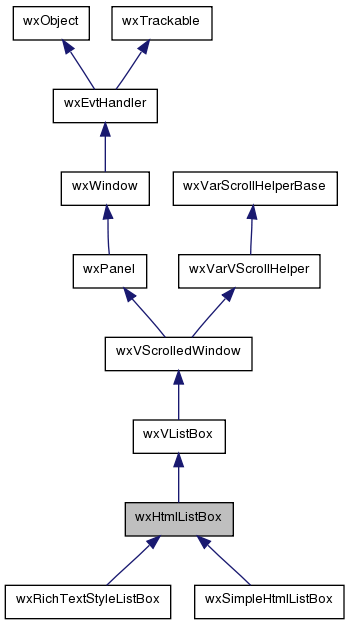 wxObject
wxTrackable
wxEvtHandler
wxWindow
wxVarScrollHelperBase
wxPanel
wxVarVScrollHelper
wxVScrolledWindow
wxVListBox
wxHtmlListBox
wxRichTextStyleListBox
wxSimpleHtmlListBox